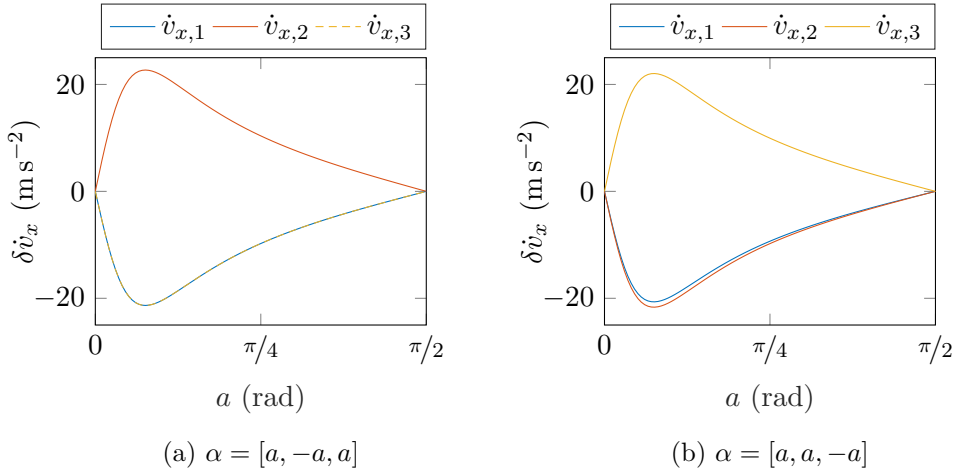 v̇x,1 v̇x,2 v̇x,3
20
0
−20
δv̇x (m s−2)
0 π/4 π/2
a (rad)
(a) α = [a, −a, a]
v̇x,1 v̇x,2 v̇x,3
20
0
−20
δv̇x (m s−2)
0 π/4 π/2
a (rad)
(b) α = [a, a, −a]